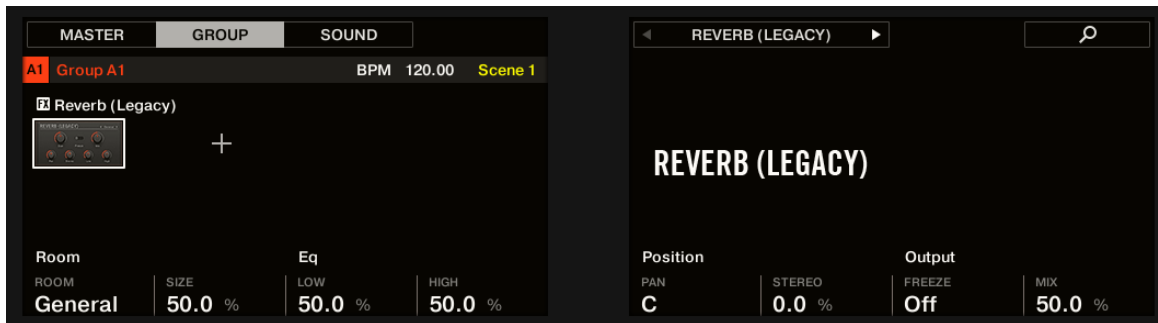 MASTER GROUP SOUND
A1 Group A1 BPM 120.00 Scene 1
FX Reverb (Legacy)
+
Room Eq
ROOM SIZE LOW HIGH
General 50.0 % 50.0 % 50.0 %
REVERB (LEGACY)
REVERB (LEGACY)
Position Output
PAN STEREO FREEZE MIX
C 0.0 % Off 50.0 %